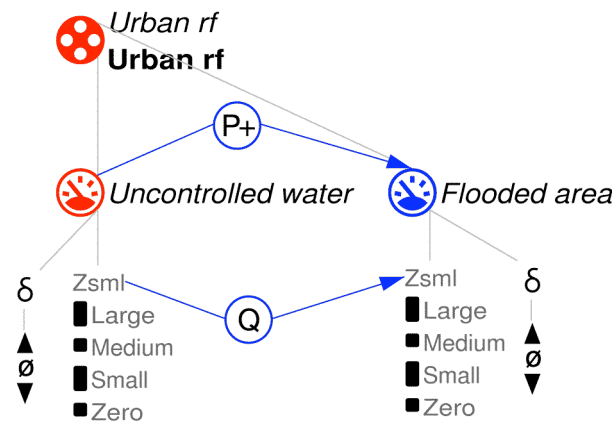 Urban rf
Urban rf
P+
Uncontrolled water
Flooded area
δ
Zsml
Zsml
δ
Q
Large
Large
Medium
Medium
ø
ø
Small
Small
Zero
Zero